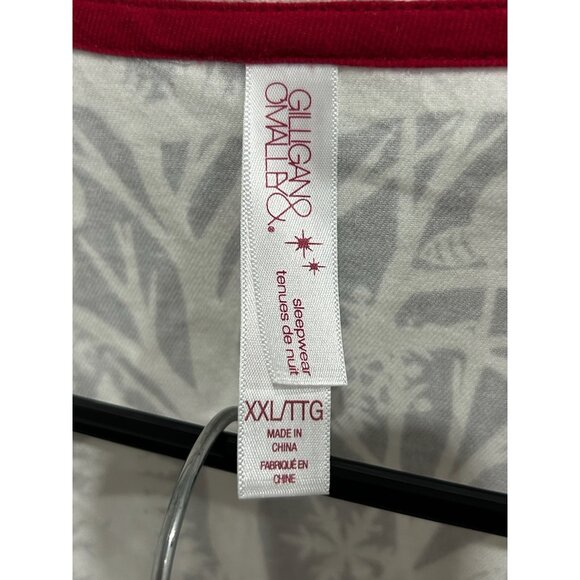 GILLIGAN &
O'MALLEY®
sleepwear
tenues de nuit
XXL/TTG
MADE IN
CHINA
FABRIQUÉ EN
CHINE